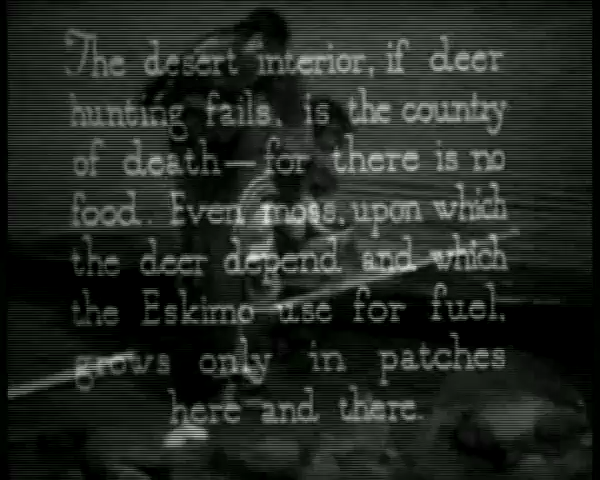 The desert interior, if deer
hunting fails, is the country
of death—for there is no
food. Even moss, upon which
the deer depend and which
the Eskimo use for fuel,
grows only in patches
here and there.